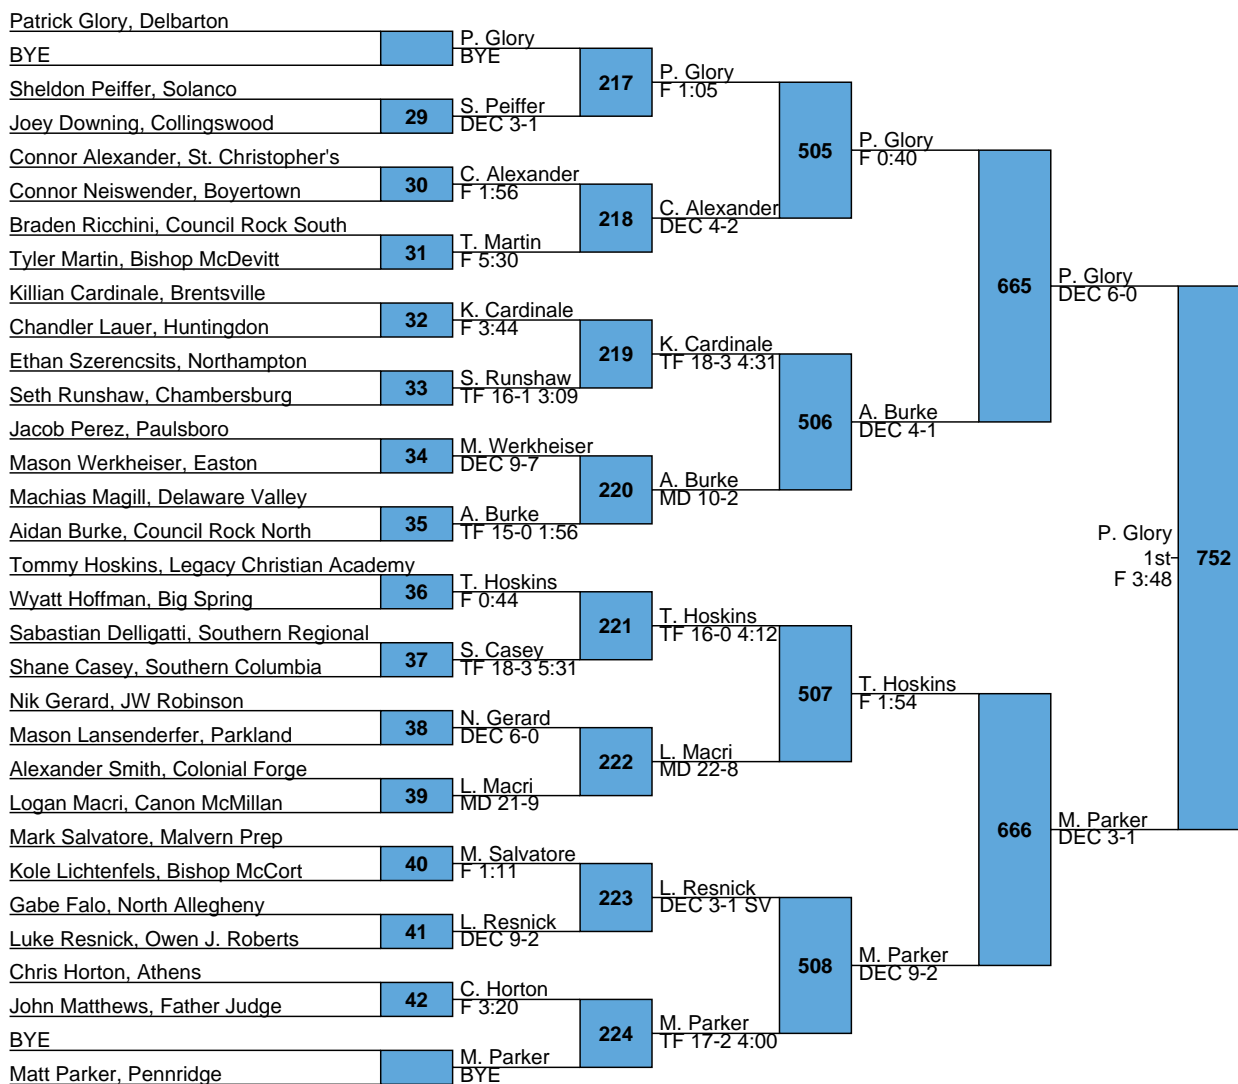 Patrick Glory, Delbarton
BYE
Sheldon Peiffer, Solanco
Joey Downing, Collingswood
Connor Alexander, St. Christopher's
Connor Neiswender, Boyertown
Braden Ricchini, Council Rock South
Tyler Martin, Bishop McDevitt
Killian Cardinale, Brentsville
Chandler Lauer, Huntingdon
Ethan Szerencsits, Northampton
Seth Runshaw, Chambersburg
Jacob Perez, Paulsboro
Mason Werkheiser, Easton
Machias Magill, Delaware Valley
Aidan Burke, Council Rock North
Tommy Hoskins, Legacy Christian Academy
Wyatt Hoffman, Big Spring
Sabastian Delligatti, Southern Regional
Shane Casey, Southern Columbia
Nik Gerard, JW Robinson
Mason Lansenderfer, Parkland
Alexander Smith, Colonial Forge
Logan Macri, Canon McMillan
Mark Salvatore, Malvern Prep
Kole Lichtenfels, Bishop McCort
Gabe Falo, North Allegheny
Luke Resnick, Owen J. Roberts
Chris Horton, Athens
John Matthews, Father Judge
BYE
Matt Parker, Pennridge
29
30
31
32
33
34
35
36
37
38
39
40
41
42
P. Glory
BYE
S. Peiffer
DEC 3-1
C. Alexander
F 1:56
T. Martin
F 5:30
K. Cardinale
F 3:44
S. Runshaw
TF 16-1 3:09
M. Werkheiser
DEC 9-7
A. Burke
TF 15-0 1:56
T. Hoskins
F 0:44
S. Casey
TF 18-3 5:31
N. Gerard
DEC 6-0
L. Macri
MD 21-9
M. Salvatore
F 1:11
L. Resnick
DEC 9-2
C. Horton
F 3:20
M. Parker
BYE
217
218
219
220
221
222
223
224
P. Glory
F 1:05
C. Alexander
DEC 4-2
K. Cardinale
TF 18-3 4:31
A. Burke
MD 10-2
T. Hoskins
TF 16-0 4:12
L. Macri
MD 22-8
L. Resnick
DEC 3-1 SV
M. Parker
TF 17-2 4:00
505
506
507
508
P. Glory
F 0:40
A. Burke
DEC 4-1
T. Hoskins
F 1:54
M. Parker
DEC 9-2
665
666
P. Glory
DEC 6-0
M. Parker
DEC 3-1
P. Glory
1st
F 3:48
752